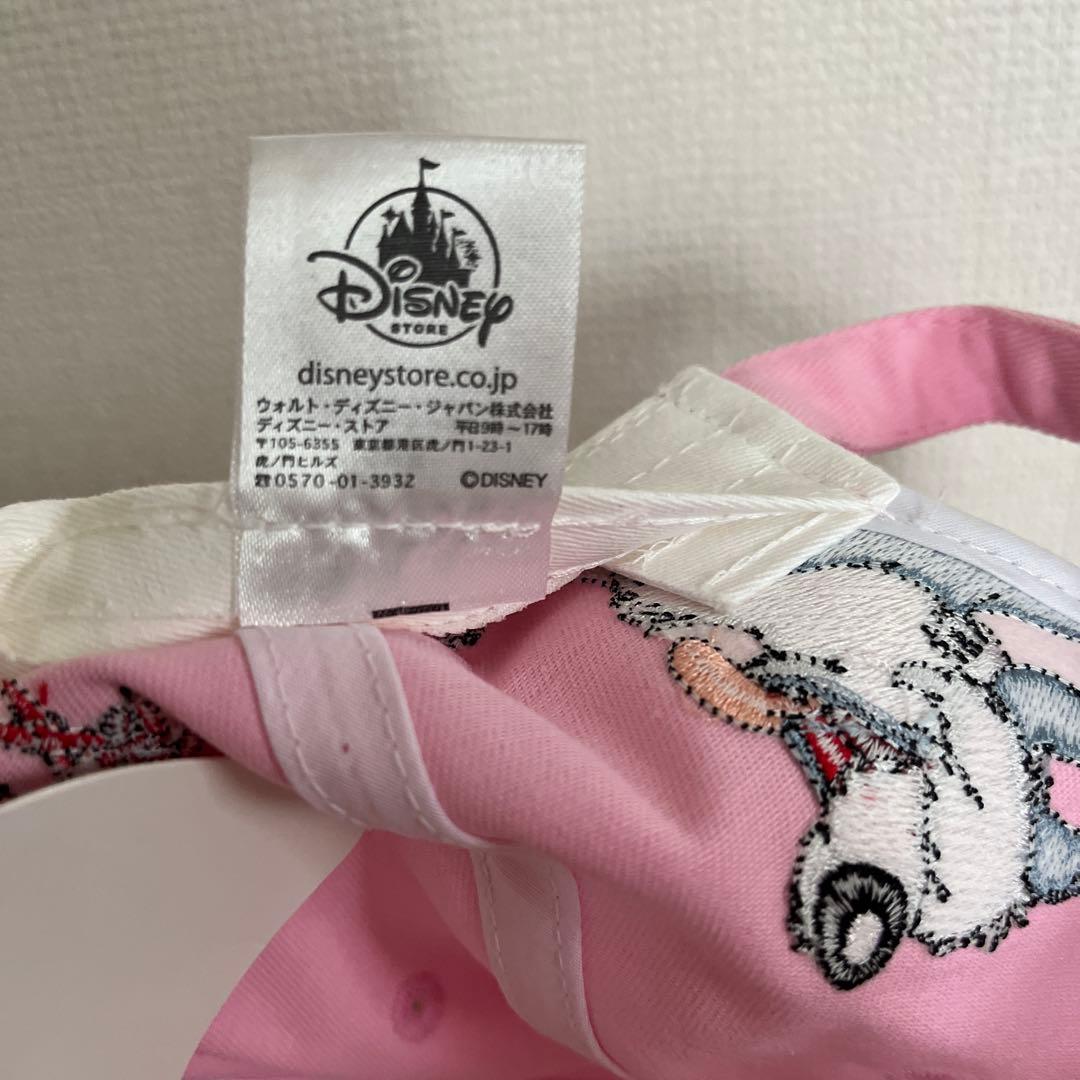 DISNEY
STORE
disneystore.co.jp
ウォルト・ディズニー・ジャパン株式会社
ディズニー・ストア 平日9時〜17時
〒105-6355 東京都港区虎ノ門1-23-1
虎ノ門ヒルズ
☎0570-01-3932 ©DISNEY